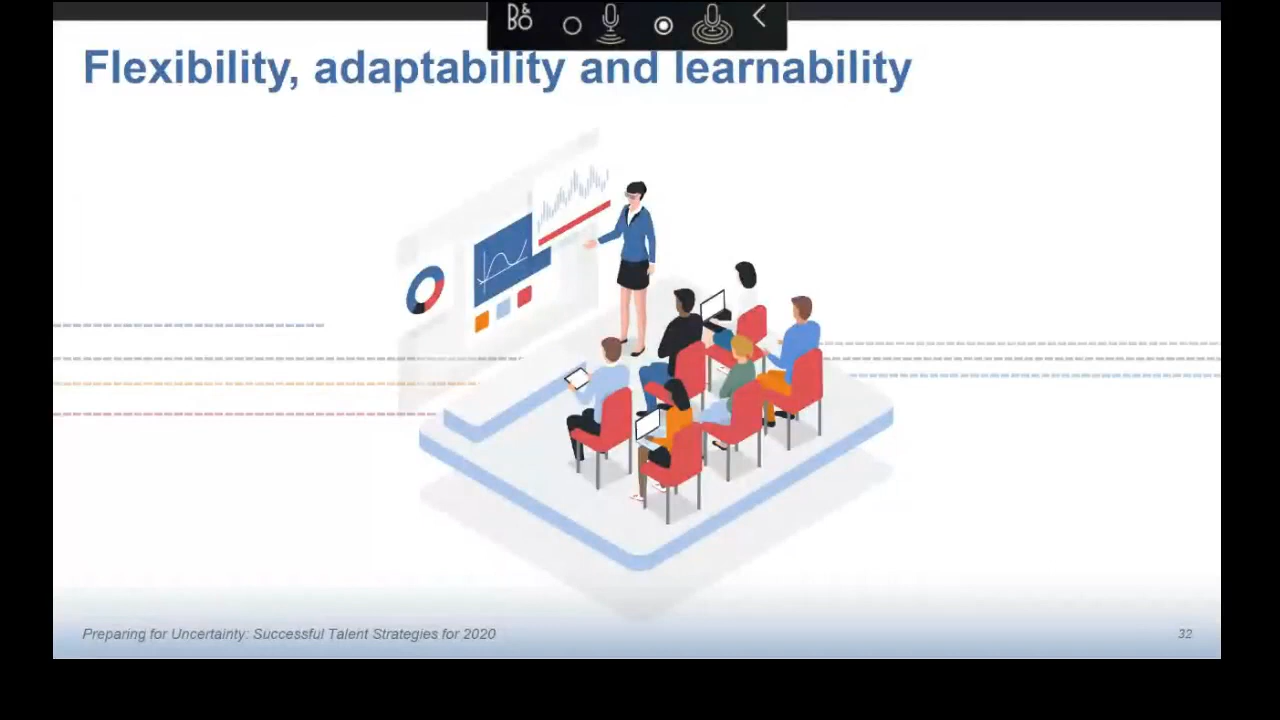 B&O
Flexibility, adaptability and learnability
Preparing for Uncertainty: Successful Talent Strategies for 2020
32